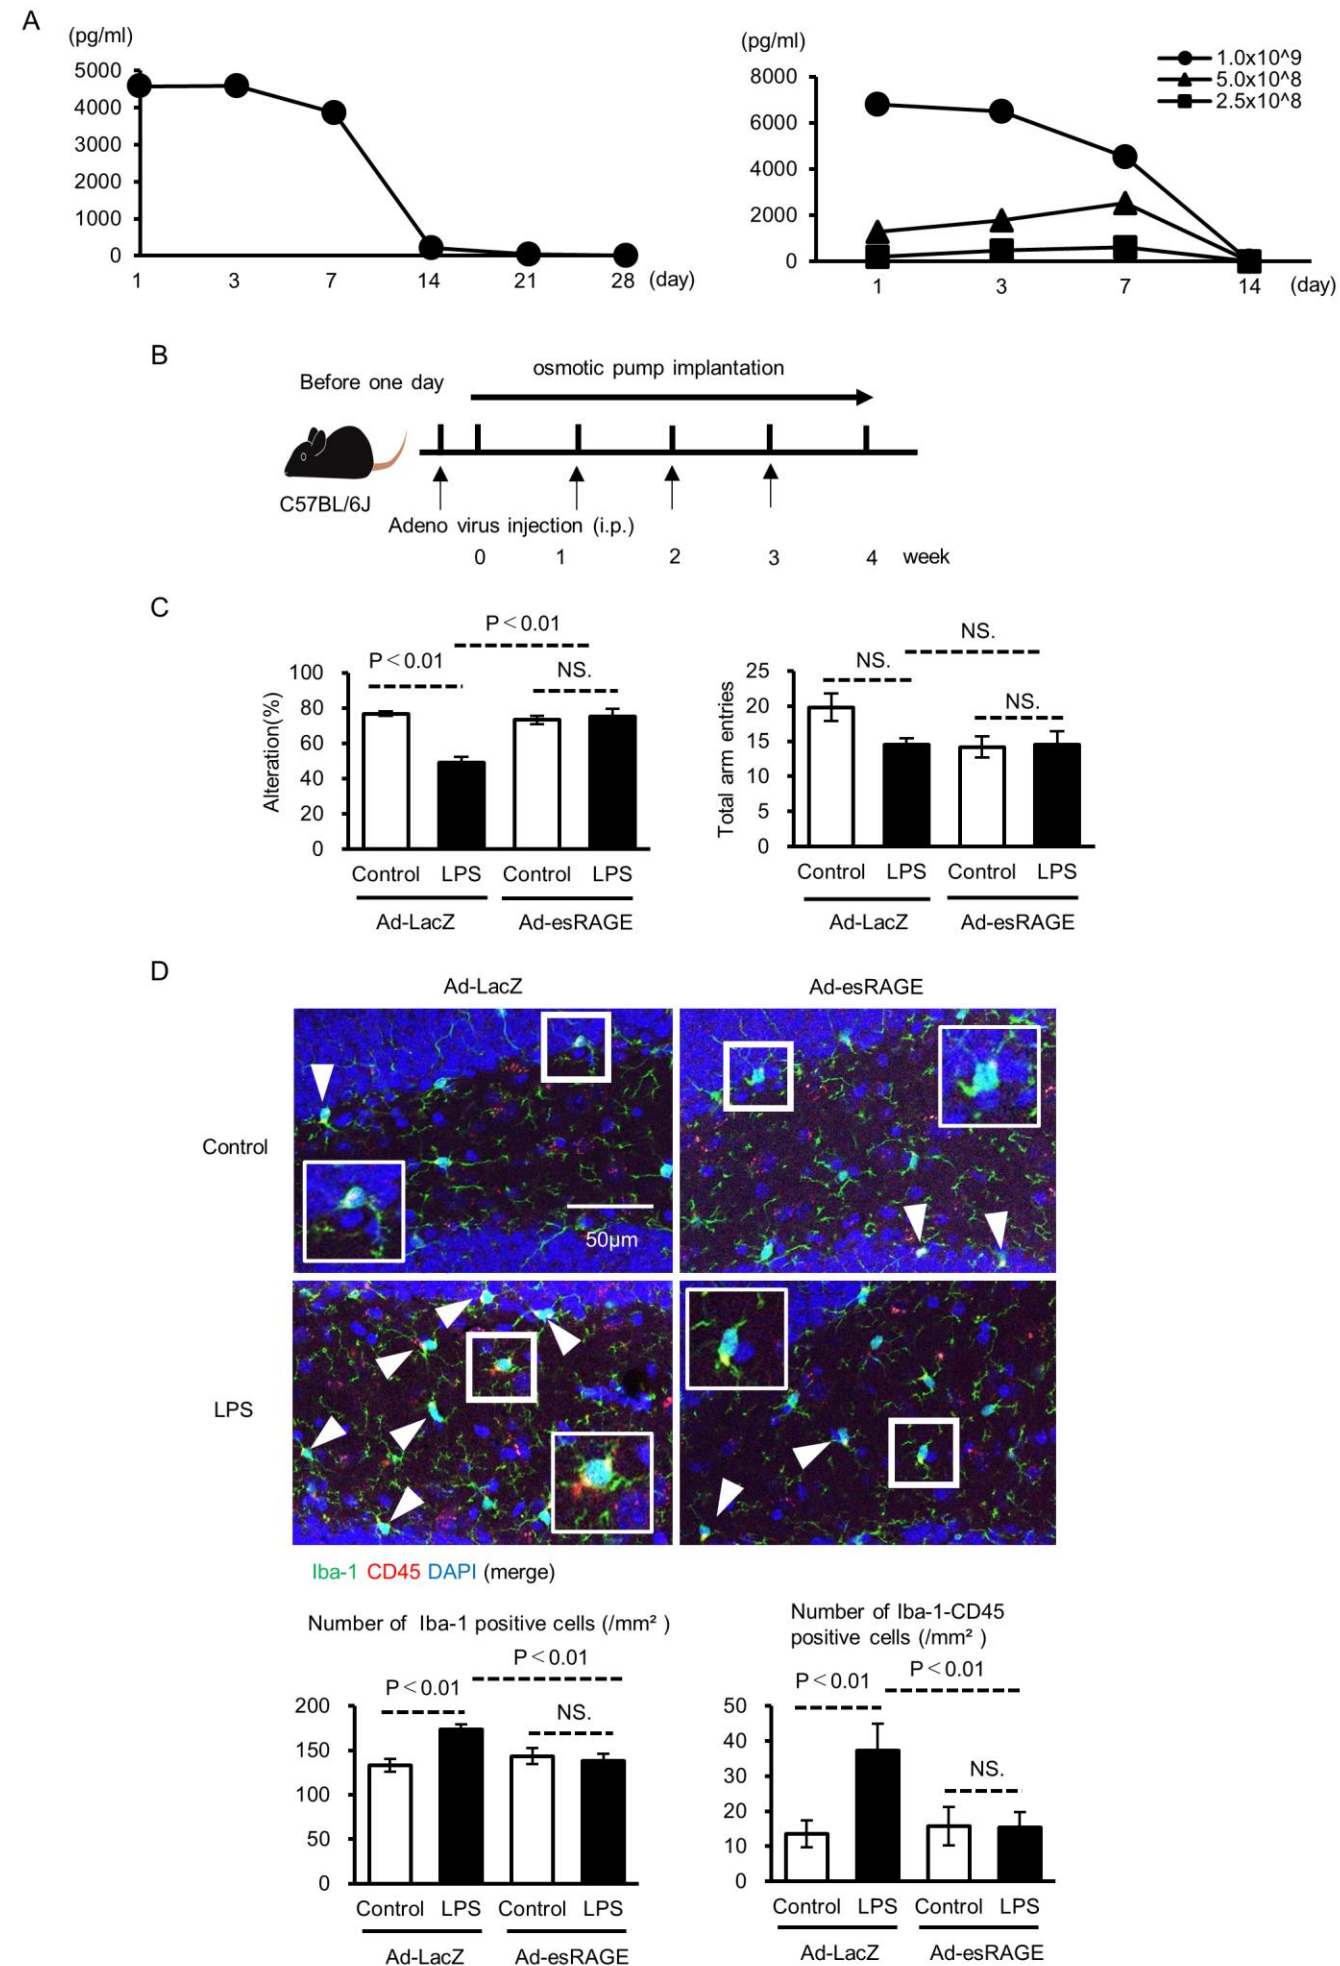 A
(pg/ml)
5000
4000
3000
2000
1000
0
1 3 7 14 21 28 (day)
(pg/ml)
8000
6000
4000
2000
0
1 3 7 14 (day)
1.0x10^9
5.0x10^8
2.5x10^8
B
Before one day
osmotic pump implantation
C57BL/6J
Adeno virus injection (i.p.)
0 1 2 3 4 week
C
P<0.01
P<0.01
NS.
Alteration(%)
100
80
60
40
20
0
Control LPS Control LPS
Ad-LacZ Ad-esRAGE
NS.
NS.
NS.
Total arm entries
25
20
15
10
5
0
Control LPS Control LPS
Ad-LacZ Ad-esRAGE
D
Ad-LacZ Ad-esRAGE
Control
50μm
LPS
Iba-1 CD45 DAPI (merge)
Number of Iba-1 positive cells (/mm² )
P<0.01
P<0.01
NS.
200
150
100
50
0
Control LPS Control LPS
Ad-LacZ Ad-esRAGE
Number of Iba-1-CD45
positive cells (/mm² )
P<0.01
P<0.01
NS.
50
40
30
20
10
0
Control LPS Control LPS
Ad-LacZ Ad-esRAGE